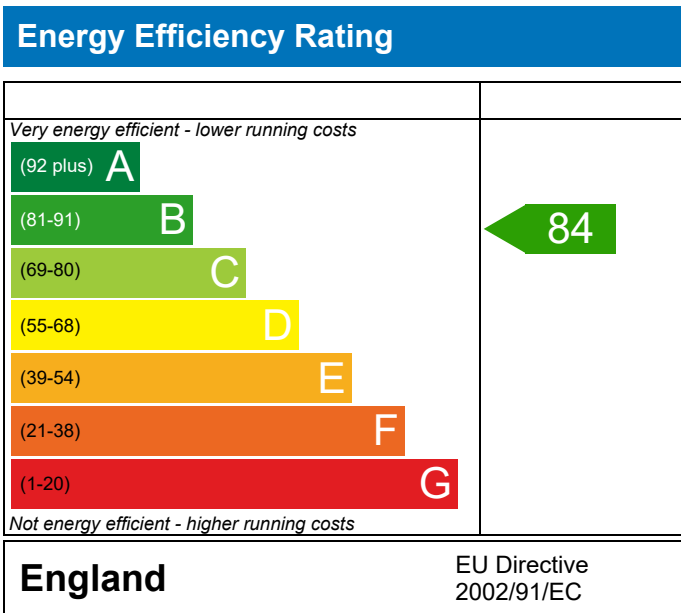 Energy Efficiency Rating
Very energy efficient - lower running costs
(92 plus) A
(81-91) B
84
(69-80) C
(55-68) D
(39-54) E
(21-38) F
(1-20) G
Not energy efficient - higher running costs
England
EU Directive
2002/91/EC